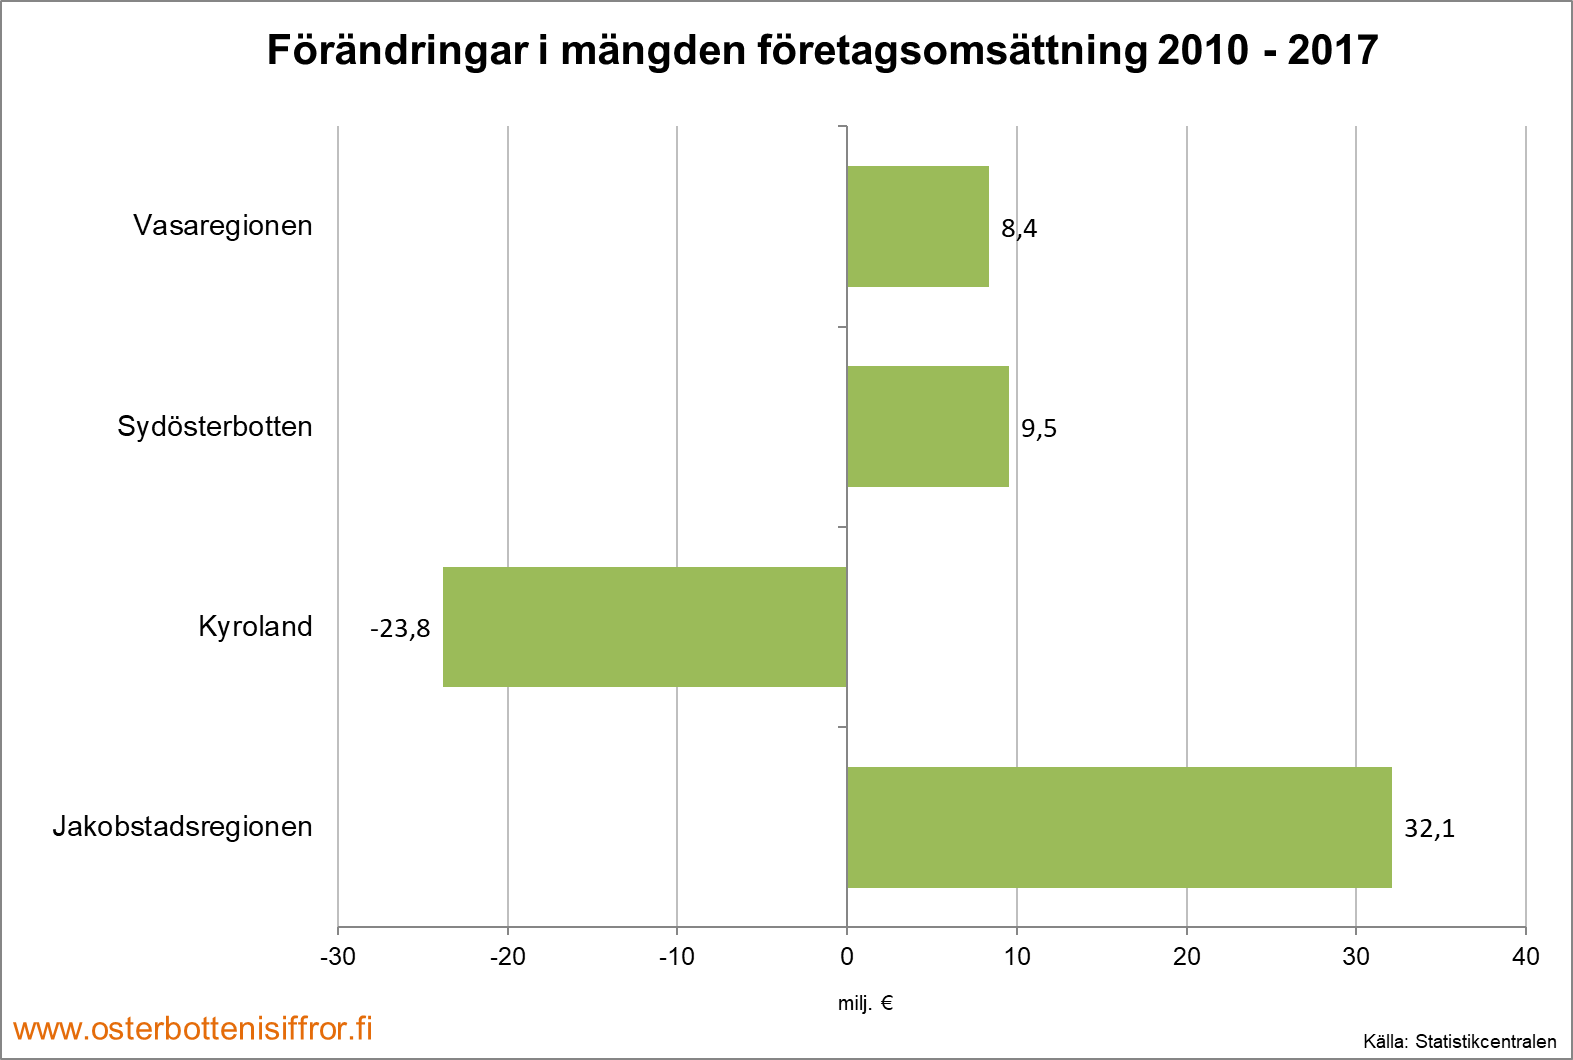 Förändringar i mängden företagsomsättning 2010 - 2017
Vasaregionen
8,4
Sydösterbotten
9,5
Kyroland
-23,8
Jakobstadsregionen
32,1
-30 -20 -10 0 10 20 30 40
milj. €
www.osterbottenisiffror.fi
Källa: Statistikcentralen